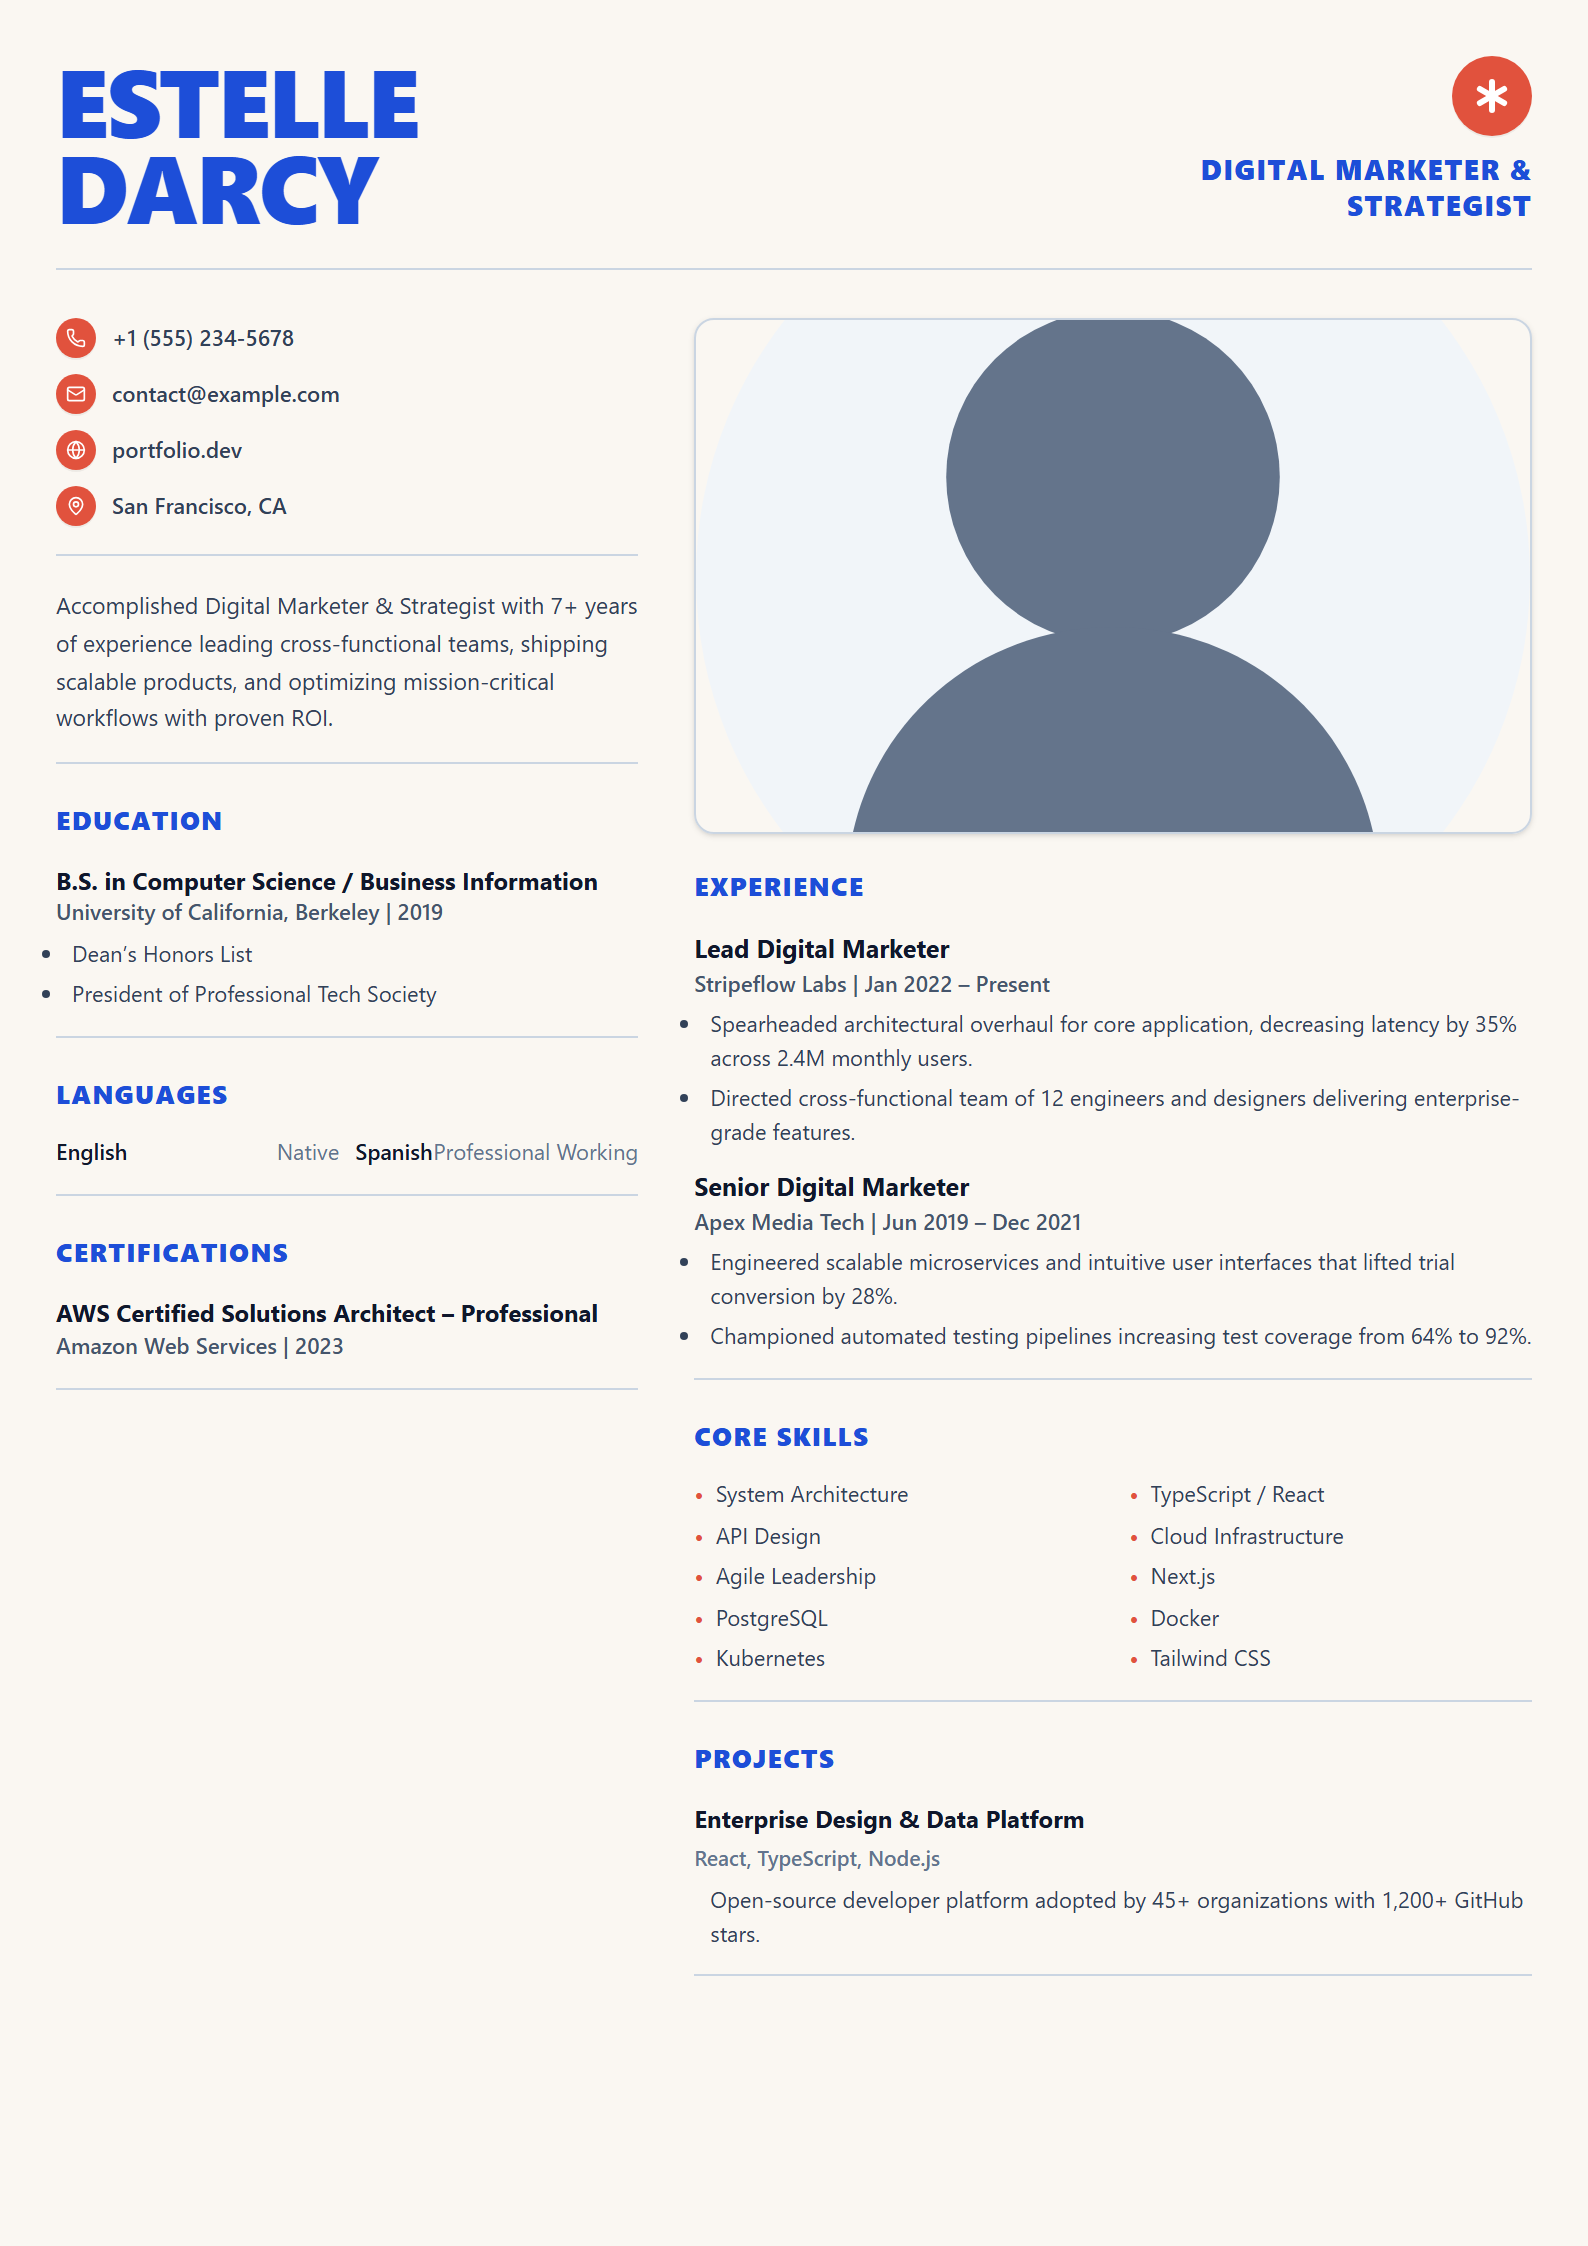 ESTELLE
DARCY
DIGITAL MARKETER &
STRATEGIST
+1 (555) 234-5678
contact@example.com
portfolio.dev
San Francisco, CA
Accomplished Digital Marketer & Strategist with 7+ years
of experience leading cross-functional teams, shipping
scalable products, and optimizing mission-critical
workflows with proven ROI.
EDUCATION
B.S. in Computer Science / Business Information
University of California, Berkeley | 2019
• Dean’s Honors List
• President of Professional Tech Society
LANGUAGES
English Native SpanishProfessional Working
CERTIFICATIONS
AWS Certified Solutions Architect – Professional
Amazon Web Services | 2023
EXPERIENCE
Lead Digital Marketer
Stripeflow Labs | Jan 2022 – Present
• Spearheaded architectural overhaul for core application, decreasing latency by 35%
across 2.4M monthly users.
• Directed cross-functional team of 12 engineers and designers delivering enterprise-
grade features.
Senior Digital Marketer
Apex Media Tech | Jun 2019 – Dec 2021
• Engineered scalable microservices and intuitive user interfaces that lifted trial
conversion by 28%.
• Championed automated testing pipelines increasing test coverage from 64% to 92%.
CORE SKILLS
• System Architecture
• TypeScript / React
• API Design
• Cloud Infrastructure
• Agile Leadership
• Next.js
• PostgreSQL
• Docker
• Kubernetes
• Tailwind CSS
PROJECTS
Enterprise Design & Data Platform
React, TypeScript, Node.js
Open-source developer platform adopted by 45+ organizations with 1,200+ GitHub
stars.